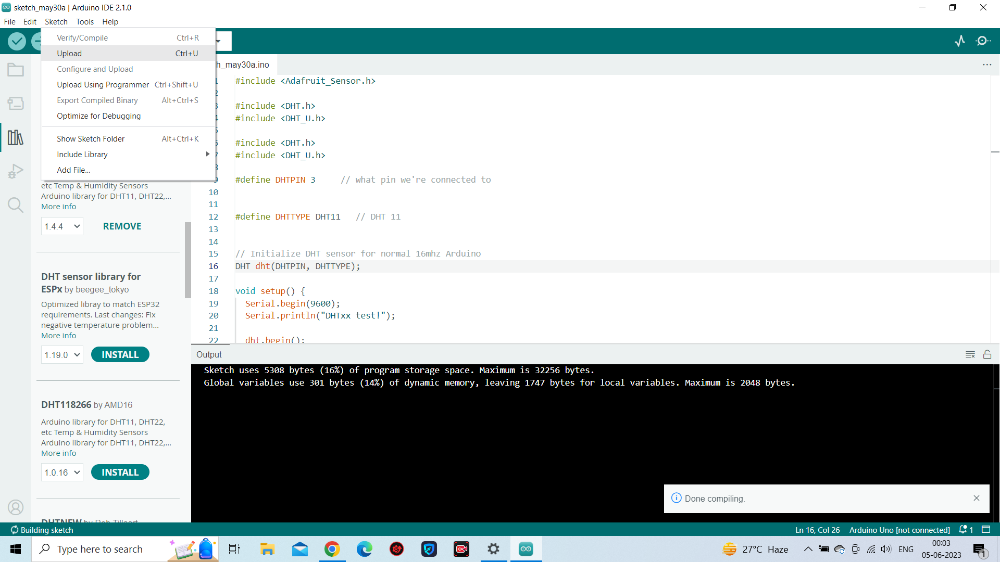 sketch_may30a | Arduino IDE 2.1.0
File Edit Sketch Tools Help
Verify/Compile Ctrl+R
Upload Ctrl+U
Configure and Upload
Upload Using Programmer Ctrl+Shift+U
Export Compiled Binary Alt+Ctrl+S
Optimize for Debugging
Show Sketch Folder Alt+Ctrl+K
Include Library
Add File...
etc Temp & Humidity Sensors
Arduino library for DHT11, DHT22,...
More info
1.4.4 REMOVE
DHT sensor library for
ESPx by beegee_tokyo
Optimized libray to match ESP32
requirements. Last changes: Fix
negative temperature problem...
More info
1.19.0 INSTALL
DHT118266 by AMD16
Arduino library for DHT11, DHT22,
etc Temp & Humidity Sensors
Arduino library for DHT11, DHT22,...
More info
1.0.16 INSTALL
h_may30a.ino
#include <Adafruit_Sensor.h>
#include <DHT.h>
#include <DHT_U.h>
#include <DHT.h>
#include <DHT_U.h>
9 #define DHTPIN 3 // what pin we're connected to
10
11
12 #define DHTTYPE DHT11 // DHT 11
13
14
15 // Initialize DHT sensor for normal 16mhz Arduino
16 DHT dht(DHTPIN, DHTTYPE);
17
18 void setup() {
19 Serial.begin(9600);
20 Serial.println("DHTxx test!");
21
22 dht.begin();
Output
Sketch uses 5308 bytes (16%) of program storage space. Maximum is 32256 bytes.
Global variables use 301 bytes (14%) of dynamic memory, leaving 1747 bytes for local variables. Maximum is 2048 bytes.
Done compiling.
Building sketch
Ln 16, Col 26 Arduino Uno [not connected] 1
Type here to search
27°C Haze
ENG
00:03
05-06-2023
1